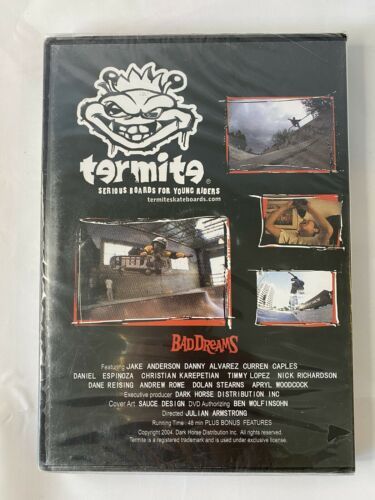 termite®
SERIOUS BOARDS FOR YOUNG RIDERS
termiteskateboards.com
BAD DREAMS
Featuring JAKE ANDERSON DANNY ALVAREZ CURREN CAPLES
DANIEL ESPINOZA CHRISTIAN KAREPETIAN TIMMY LOPEZ NICK RICHARDSON
DANE REISING ANDREW ROWE DOLAN STEARNS APRYL WOODCOCK
Executive producer DARK HORSE DISTRIBUTION INC
Cover Art SAUCE DESIGN DVD Authorizing BEN WOLFINSOHN
Directed JULIAN ARMSTRONG
Running Time: 48 min PLUS BONUS FEATURES
Copyright 2004. Dark Horse Distribution Inc. All rights reserved.
Termite is a registered trademark and is used under exclusive license.